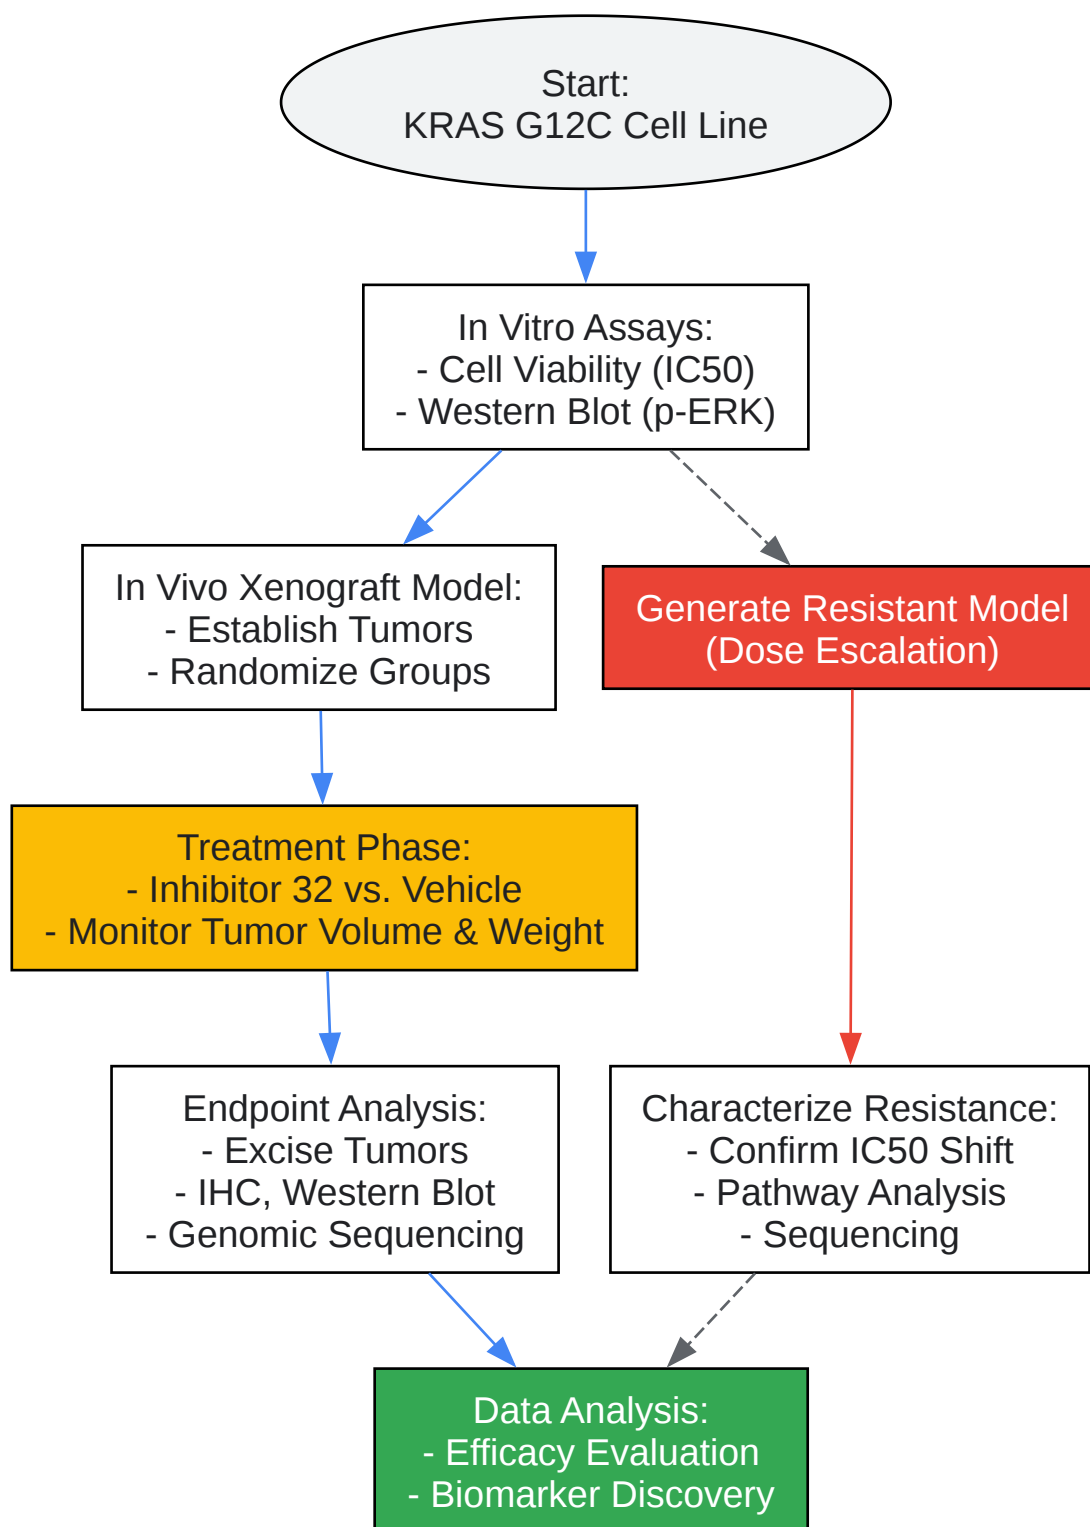 Start:
KRAS G12C Cell Line
In Vitro Assays:
- Cell Viability (IC50)
- Western Blot (p-ERK)
In Vivo Xenograft Model:
- Establish Tumors
- Randomize Groups
Generate Resistant Model
(Dose Escalation)
Treatment Phase:
- Inhibitor 32 vs. Vehicle
- Monitor Tumor Volume & Weight
Endpoint Analysis:
- Excise Tumors
- IHC, Western Blot
- Genomic Sequencing
Characterize Resistance:
- Confirm IC50 Shift
- Pathway Analysis
- Sequencing
Data Analysis:
- Efficacy Evaluation
- Biomarker Discovery